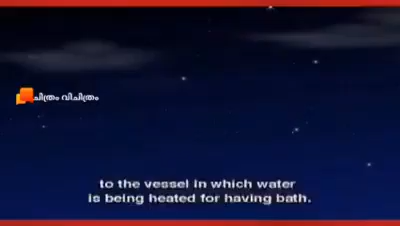 ചിത്രം വിചിത്രം
to the vessel in which water
is being heated for having bath.